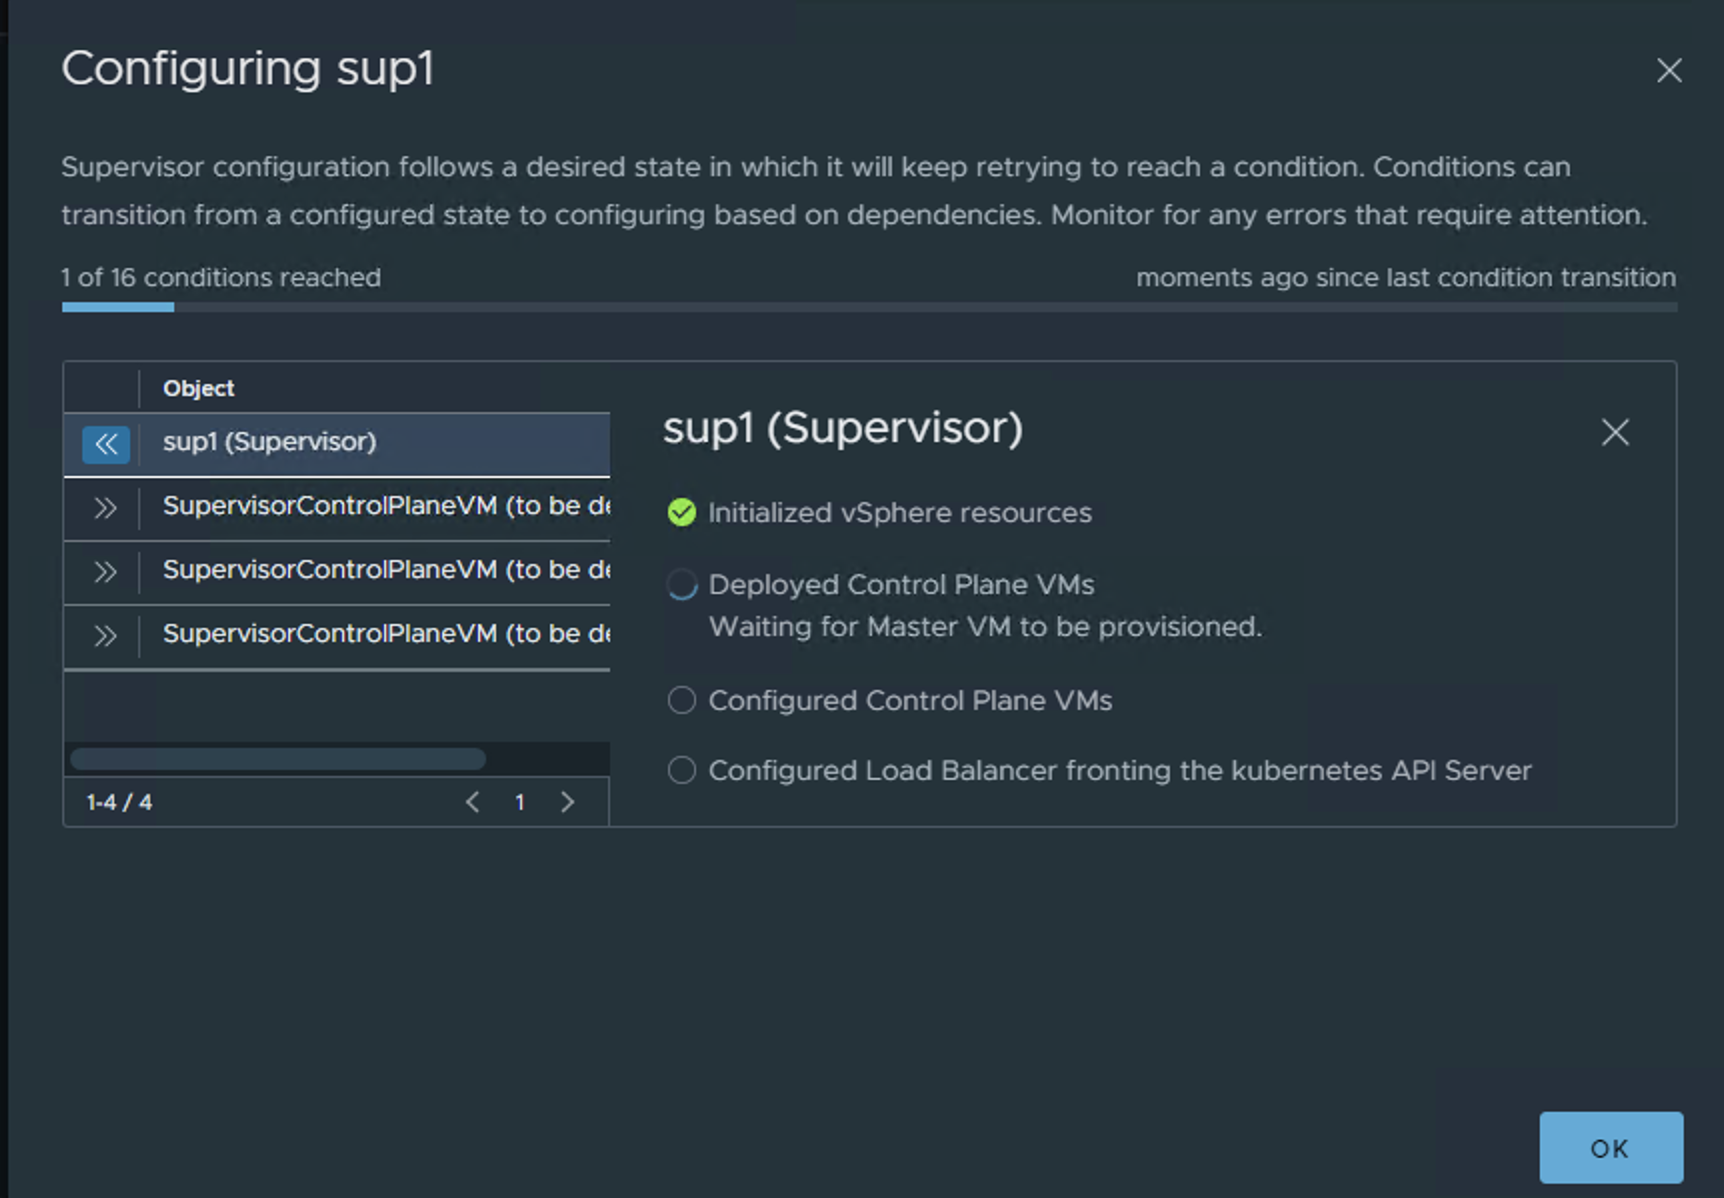 Configuring sup1
Supervisor configuration follows a desired state in which it will keep retrying to reach a condition. Conditions can
transition from a configured state to configuring based on dependencies. Monitor for any errors that require attention.
1 of 16 conditions reached
moments ago since last condition transition
Object
sup1 (Supervisor)
SupervisorControlPlaneVM (to be de
SupervisorControlPlaneVM (to be de
SupervisorControlPlaneVM (to be de
1-4 / 4
1
sup1 (Supervisor)
Initialized vSphere resources
Deployed Control Plane VMs
Waiting for Master VM to be provisioned.
Configured Control Plane VMs
Configured Load Balancer fronting the kubernetes API Server
OK